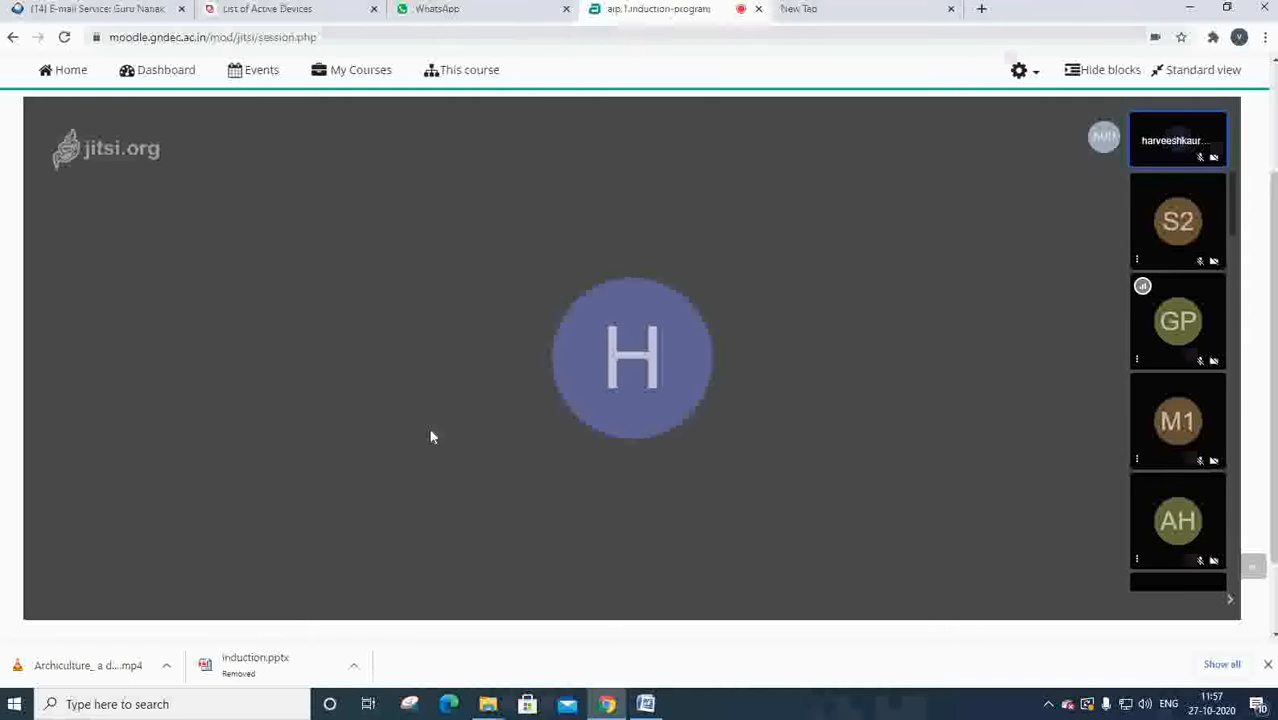 (14) E-mail Service: Guru Nanak
List of Active Devices
WhatsApp
aip.1.induction-program
New Tab
moodle.gndec.ac.in/mod/jitsi/session.php
V
Home
Dashboard
Events
My Courses
This course
Hide blocks
Standard view
jitsi.org
harveeshkaur...
H
S2
GP
M1
AH
Archiculture_ a d....mp4
induction.pptx
Removed
Show all
Type here to search
ENG
11:57
27-10-2020